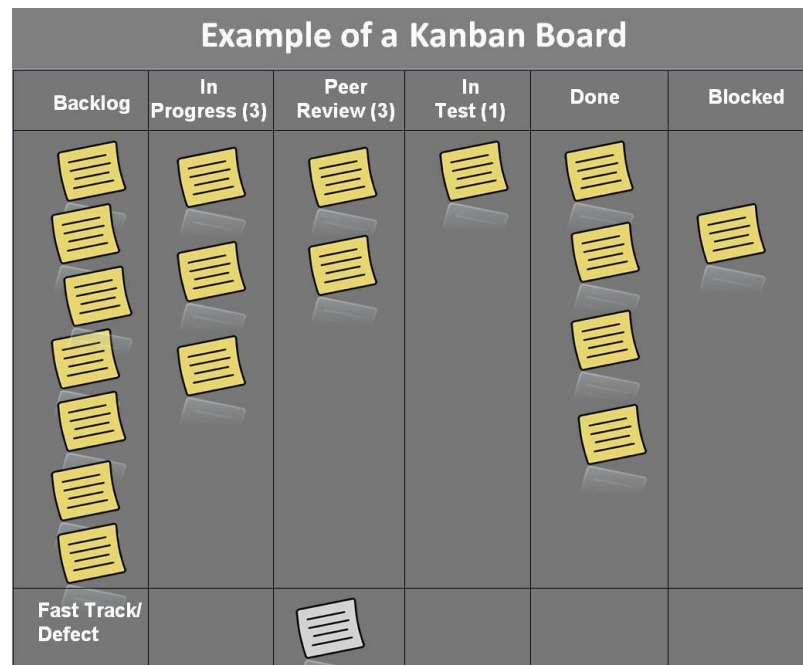 Example of a Kanban Board
Backlog
In
Progress (3)
Peer
Review (3)
In
Test (1)
Done
Blocked
Fast Track/
Defect